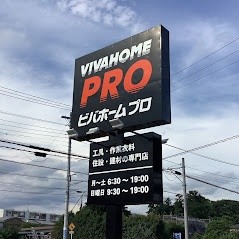 VIVAHOME
PRO
ビバホームプロ
工具・作業衣料
住設・建材の専門店
月〜土 6:30〜19:00
日曜日 9:30〜19:00